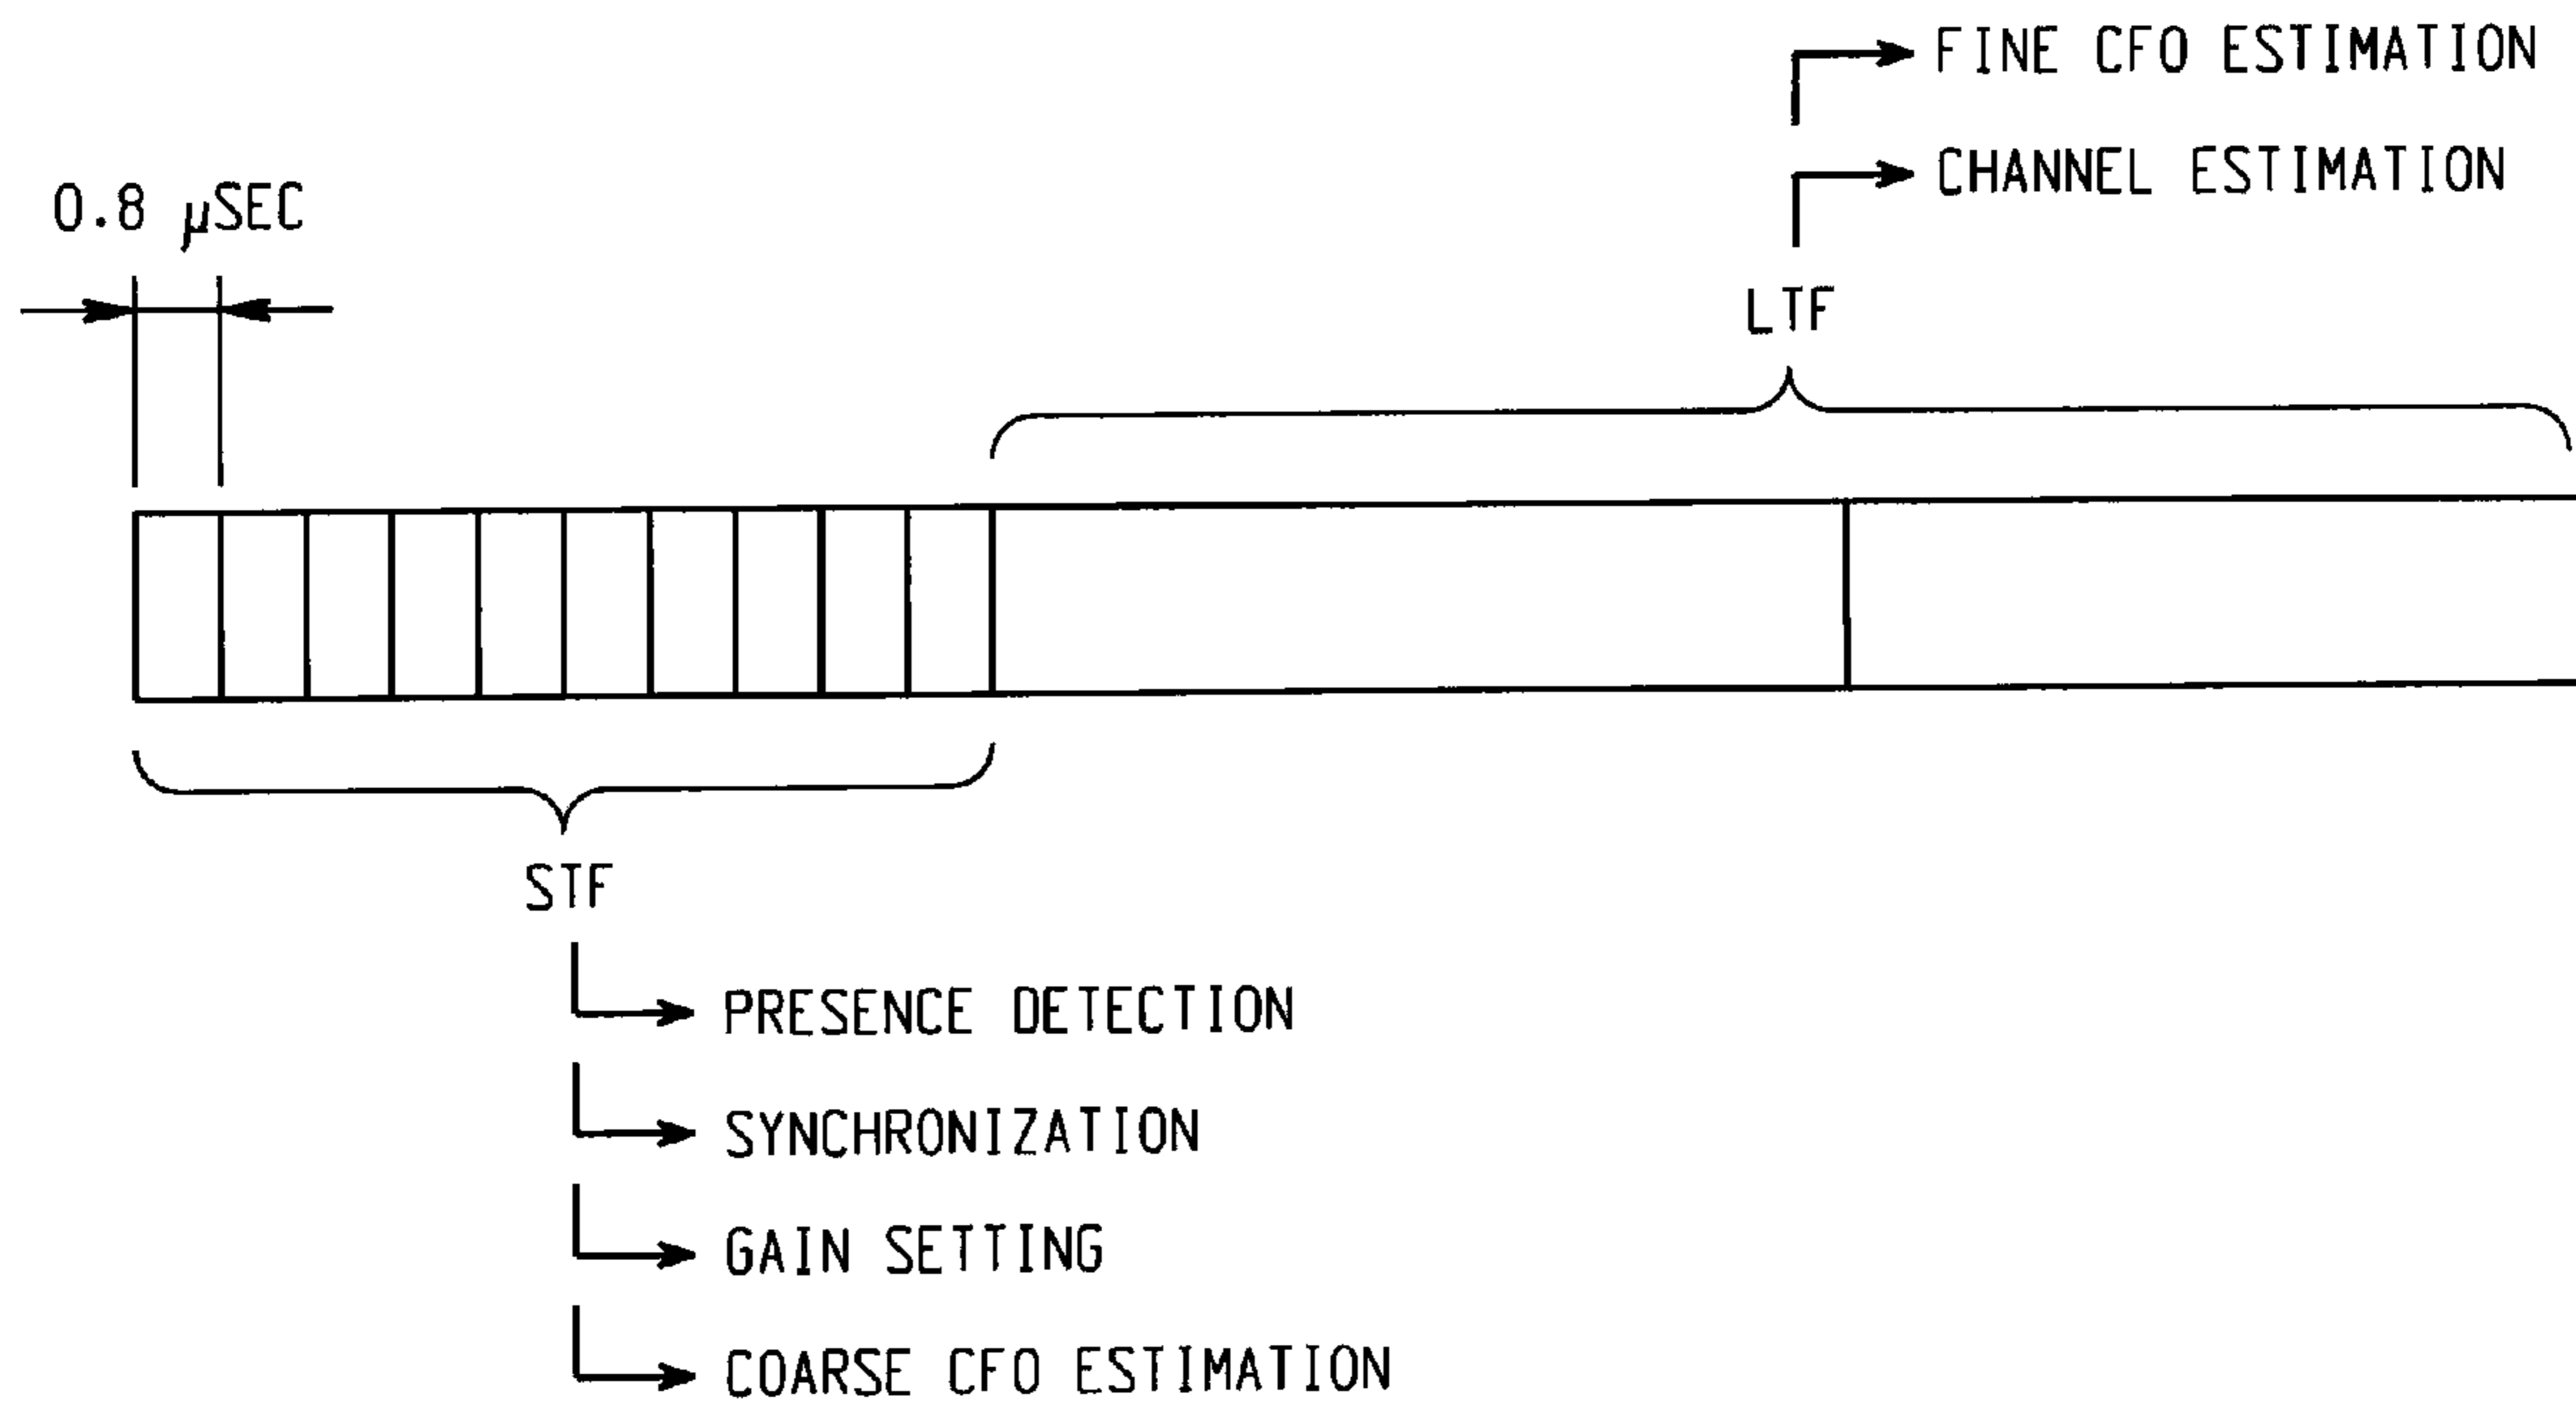 FINE CFO ESTIMATION
CHANNEL ESTIMATION
0.8 µSEC
LTF
STF
PRESENCE DETECTION
SYNCHRONIZATION
GAIN SETTING
COARSE CFO ESTIMATION